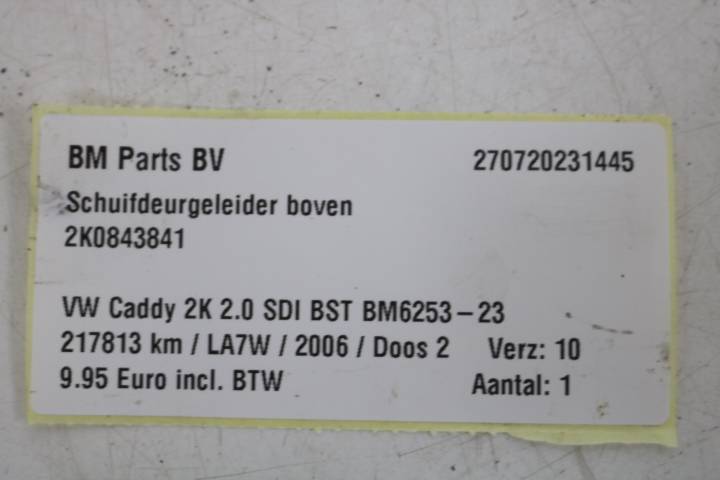 BM Parts BV 270720231445
Schuifdeurgeleider boven
2K0843841
VW Caddy 2K 2.0 SDI BST BM6253-23
217813 km / LA7W / 2006 / Doos 2 Verz: 10
9.95 Euro incl. BTW Aantal: 1